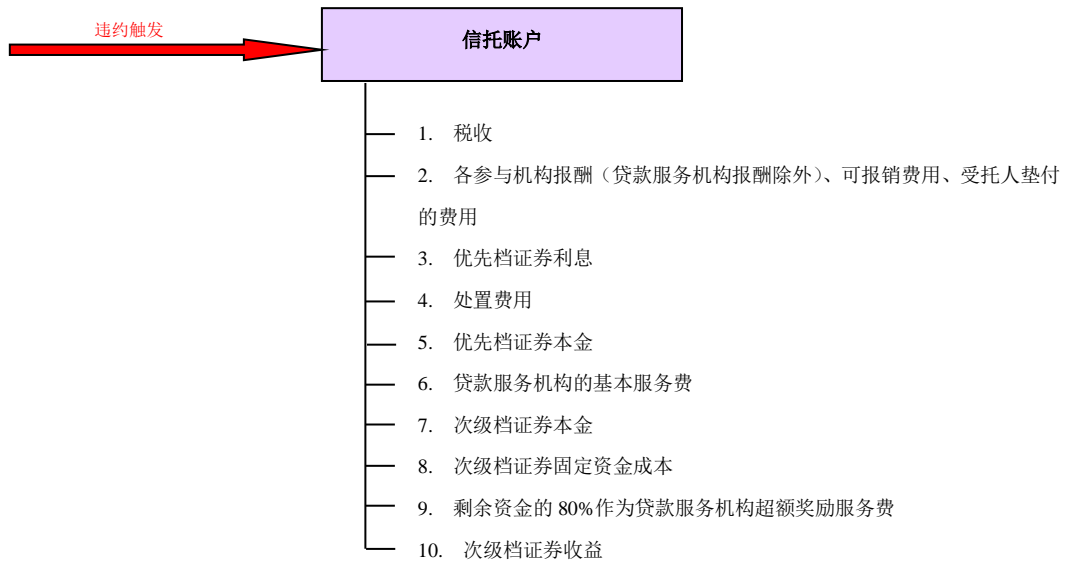 违约触发
信托账户
1. 税收
2. 各参与机构报酬（贷款服务机构报酬除外）、可报销费用、受托人垫付
的费用
3. 优先档证券利息
4. 处置费用
5. 优先档证券本金
6. 贷款服务机构的基本服务费
7. 次级档证券本金
8. 次级档证券固定资金成本
9. 剩余资金的 80%作为贷款服务机构超额奖励服务费
10. 次级档证券收益